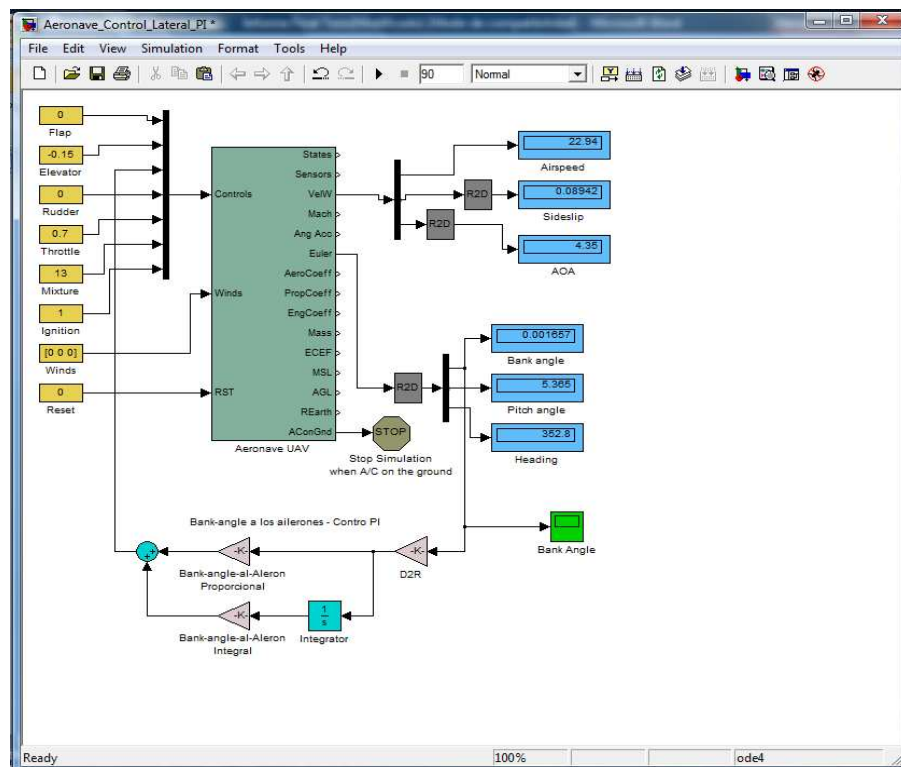 Aeronave_Control_Lateral_PI *
File Edit View Simulation Format Tools Help
90 Normal
0
Flap
-0.15
Elevator
0
Rudder
0.7
Throttle
13
Mixture
1
Ignition
[0 0 0]
Winds
0
Reset
Controls
Winds
RST
States
Sensors
VelW
Mach
Ang Acc
Euler
AeroCoeff
PropCoeff
EngCoeff
Mass
ECEF
MSL
AGL
REarth
AConGnd
Aeronave UAV
22.94
Airspeed
R2D
0.08942
Sideslip
R2D
4.35
AOA
0.001657
Bank angle
R2D
5.365
Pitch angle
352.8
Heading
STOP
Stop Simulation
when A/C on the ground
Bank-angle a los ailerones - Contro PI
Bank Angle
+
+
-K-
Bank-angle-al-Aleron
Proporcional
-K-
D2R
-K-
Bank-angle-al-Aleron
Integral
1
s
Integrator
Ready 100% ode4